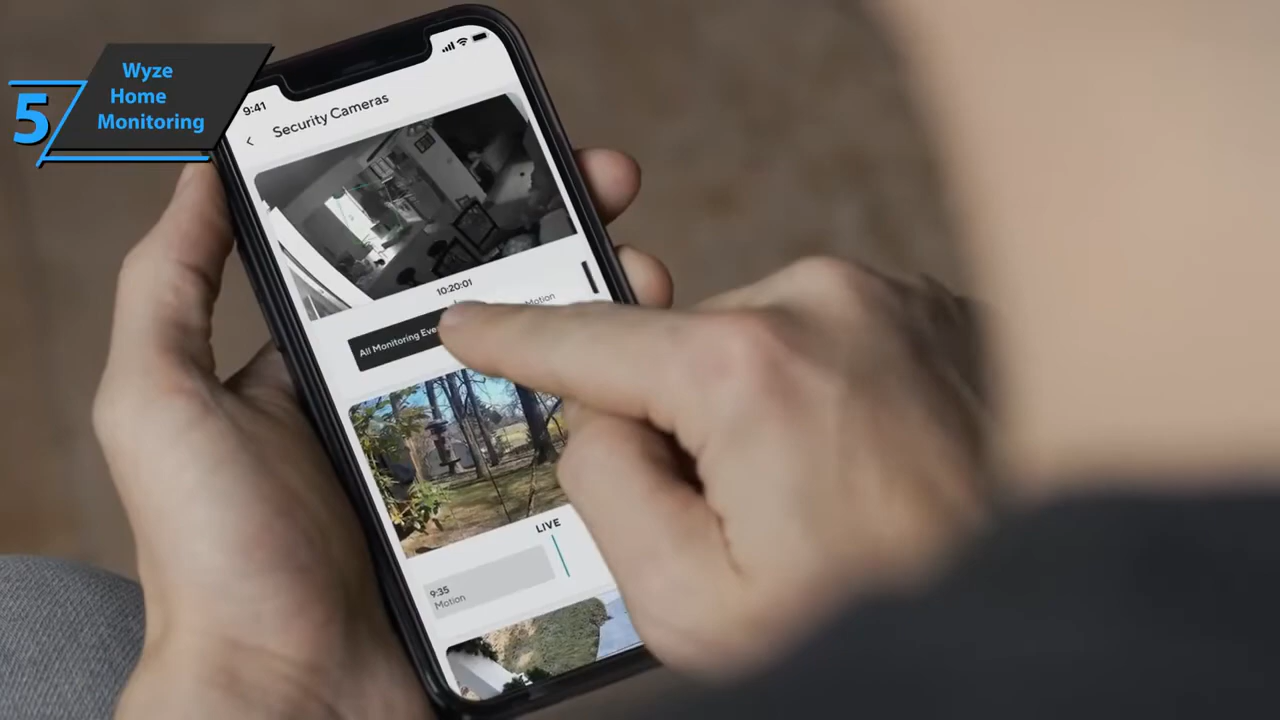 5
Wyze
Home
Monitoring
9:41
Security Cameras
10:20:01
Motion
All Monitoring Eve
LIVE
9:35
Motion